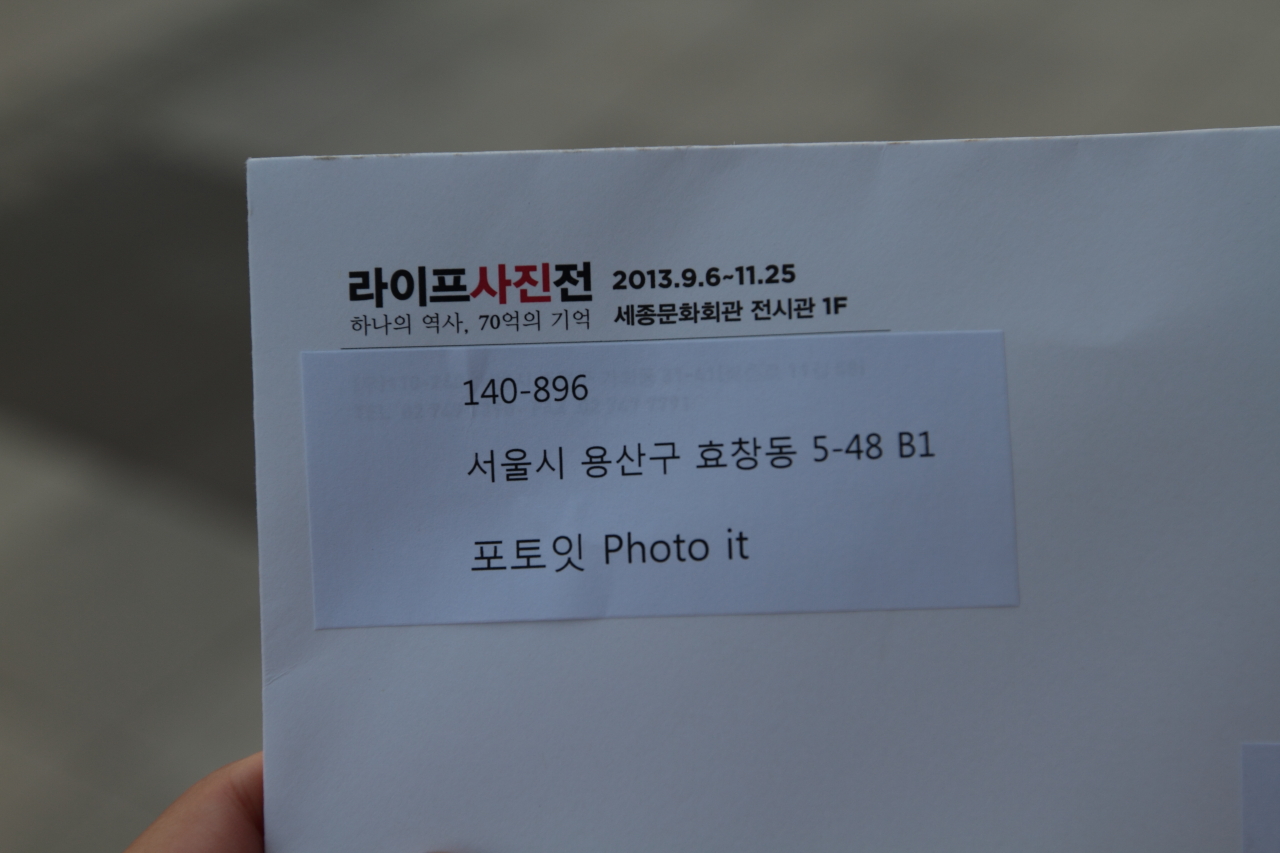 라이프사진전 2013.9.6~11.25
하나의 역사, 70억의 기억 세종문화회관 전시관 1F
140-896
서울시 용산구 효창동 5-48 B1
포토잇 Photo it